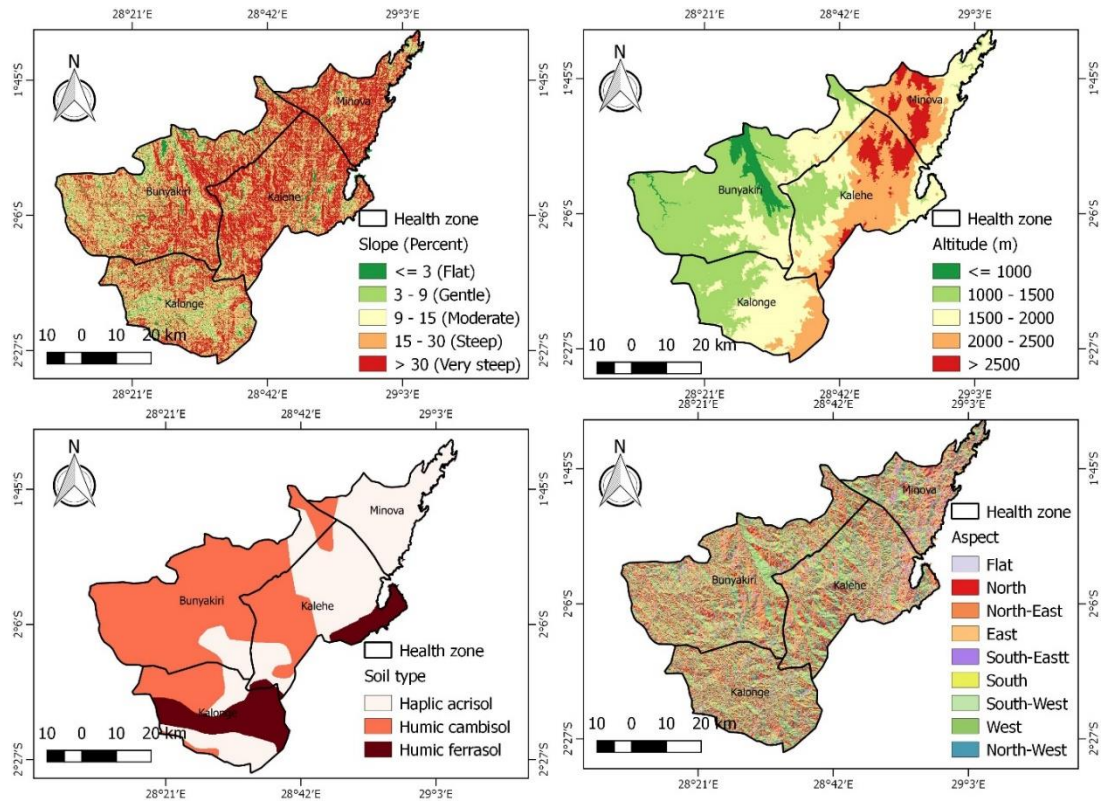 28°21'E 28°42'E 29°3'E
N
1°45'S
2°6'S
2°27'S
Minova
Bunyakiri
Kalehe
Kalonge
Health zone
Slope (Percent)
<= 3 (Flat)
3 - 9 (Gentle)
9 - 15 (Moderate)
15 - 30 (Steep)
> 30 (Very steep)
10 0 10 20 km
28°21'E 28°42'E 29°3'E
28°21'E 28°42'E 29°3'E
N
1°45'S
2°6'S
2°27'S
Minova
Bunyakiri
Kalehe
Kalonge
Health zone
Altitude (m)
<= 1000
1000 - 1500
1500 - 2000
2000 - 2500
> 2500
10 0 10 20 km
28°21'E 28°42'E 29°3'E
28°21'E 28°42'E 29°3'E
N
1°45'S
2°6'S
2°27'S
Minova
Bunyakiri
Kalehe
Kalonge
Health zone
Soil type
Haplic acrisol
Humic cambisol
Humic ferrasol
10 0 10 20 km
28°21'E 28°42'E 29°3'E
28°21'E 28°42'E 29°3'E
N
1°45'S
2°6'S
2°27'S
Minova
Bunyakiri
Kalehe
Kalonge
Health zone
Aspect
Flat
North
North-East
East
South-Eastt
South
South-West
West
North-West
10 0 10 20 km
28°21'E 28°42'E 29°3'E